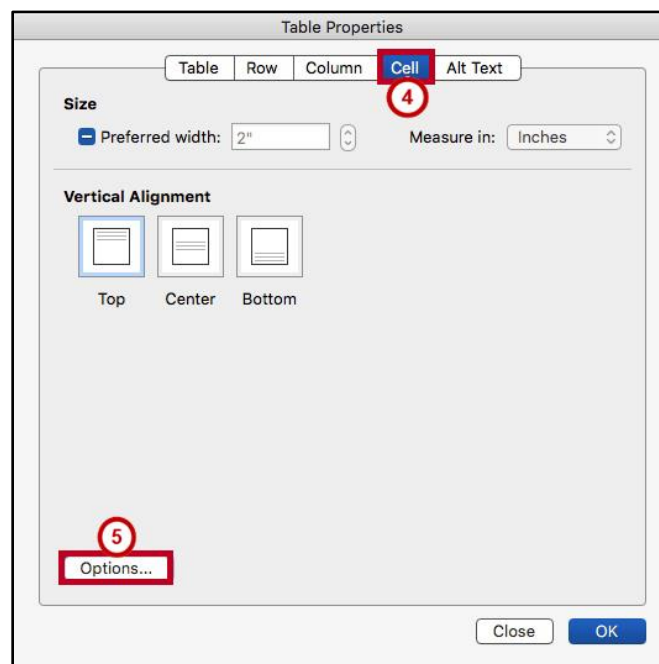 Table Properties
Table Row Column Cell Alt Text
4
Size
Preferred width: 2" Measure in: Inches
Vertical Alignment
Top Center Bottom
5
Options...
Close OK